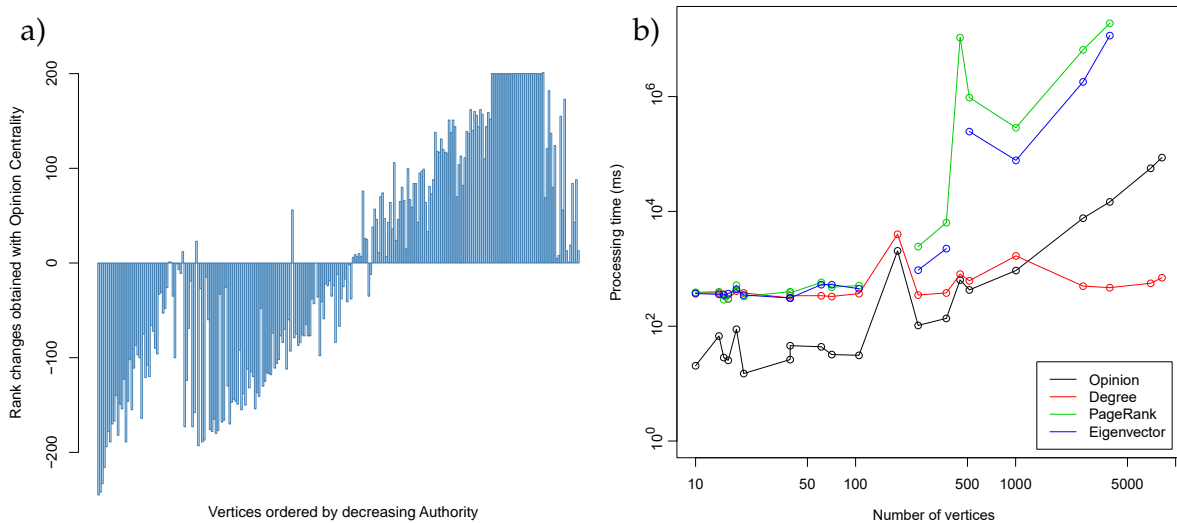 a)
Rank changes obtained with Opinion Centrality
200
100
0
-100
-200
Vertices ordered by decreasing Authority
b)
Processing time (ms)
10^6
10^4
10^2
10^0
10
50
100
500
1000
5000
Number of vertices
Opinion
Degree
PageRank
Eigenvector